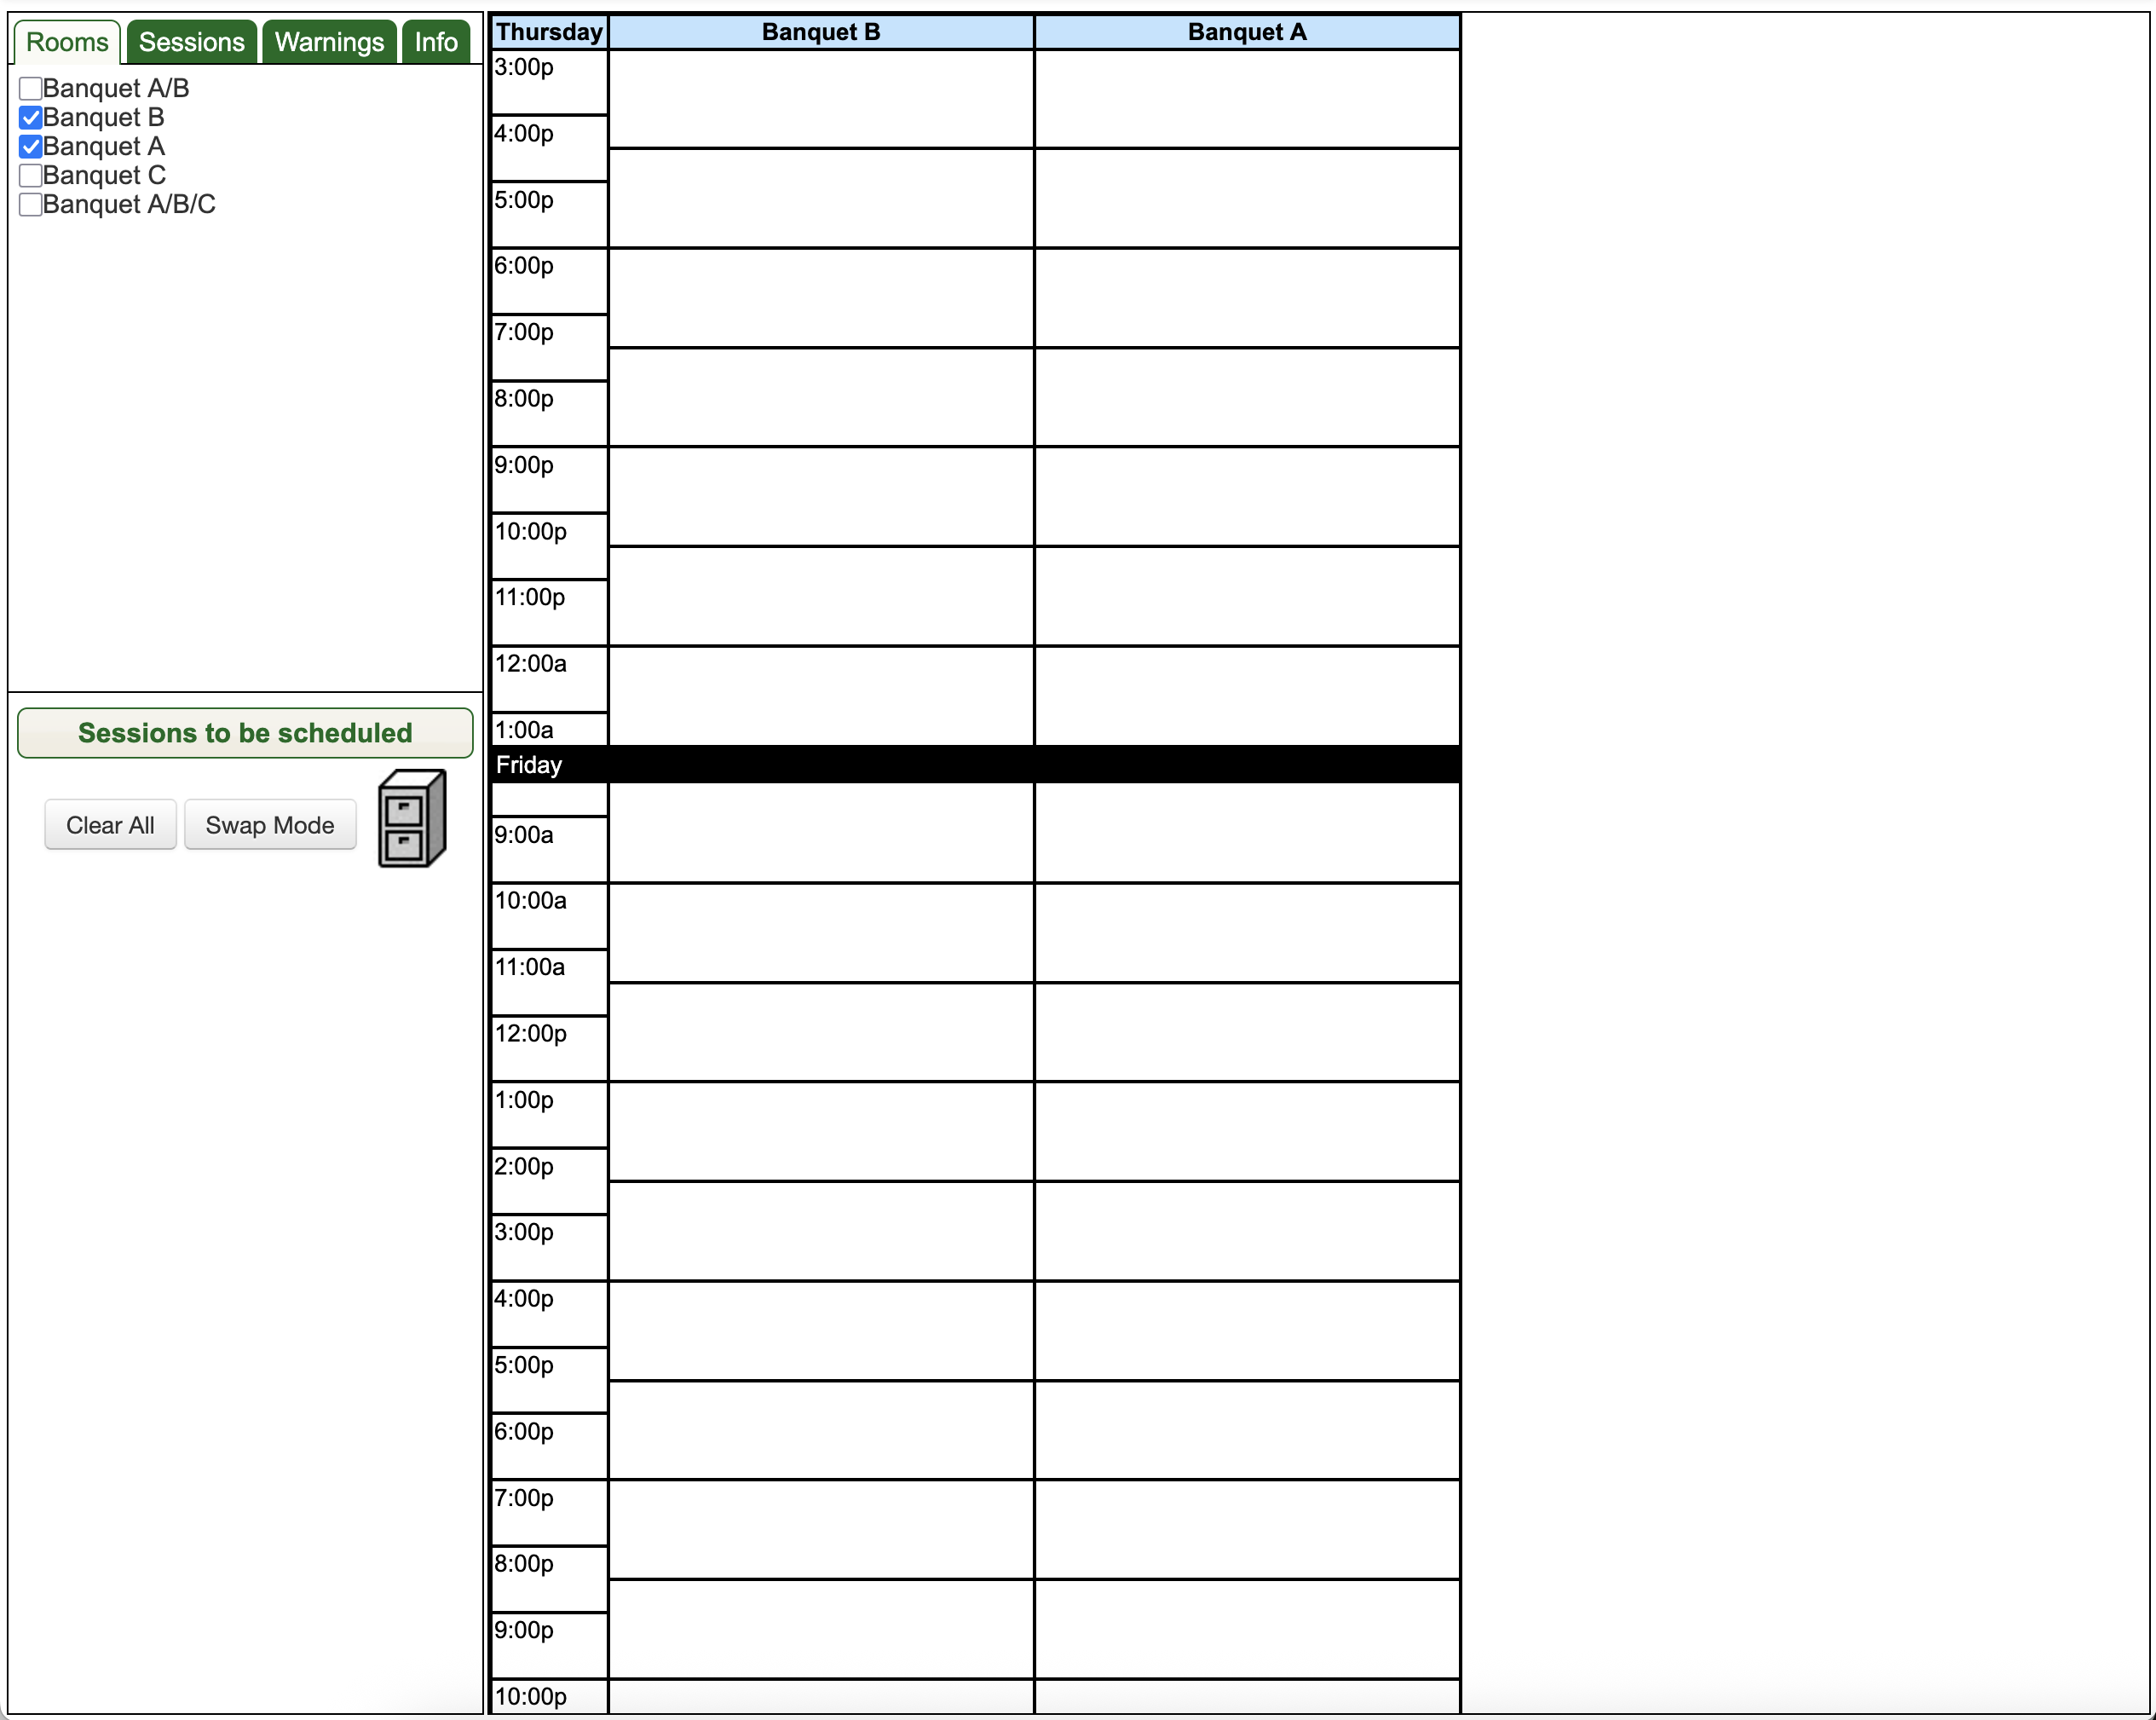 Rooms Sessions Warnings Info
Banquet A/B
Banquet B
Banquet A
Banquet C
Banquet A/B/C
Sessions to be scheduled
Clear All Swap Mode
Thursday Banquet B Banquet A
3:00p
4:00p
5:00p
6:00p
7:00p
8:00p
9:00p
10:00p
11:00p
12:00a
1:00a
Friday
9:00a
10:00a
11:00a
12:00p
1:00p
2:00p
3:00p
4:00p
5:00p
6:00p
7:00p
8:00p
9:00p
10:00p